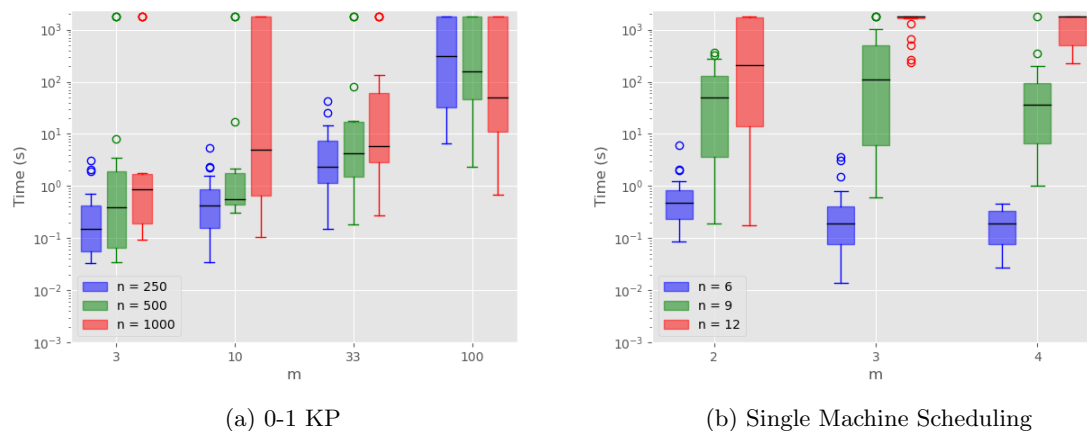 10³
10²
10¹
10⁰
10⁻¹
10⁻²
10⁻³
Time (s)
n = 250
n = 500
n = 1000
3 10 33 100
m
(a) 0-1 KP
10³
10²
10¹
10⁰
10⁻¹
10⁻²
10⁻³
Time (s)
n = 6
n = 9
n = 12
2 3 4
m
(b) Single Machine Scheduling